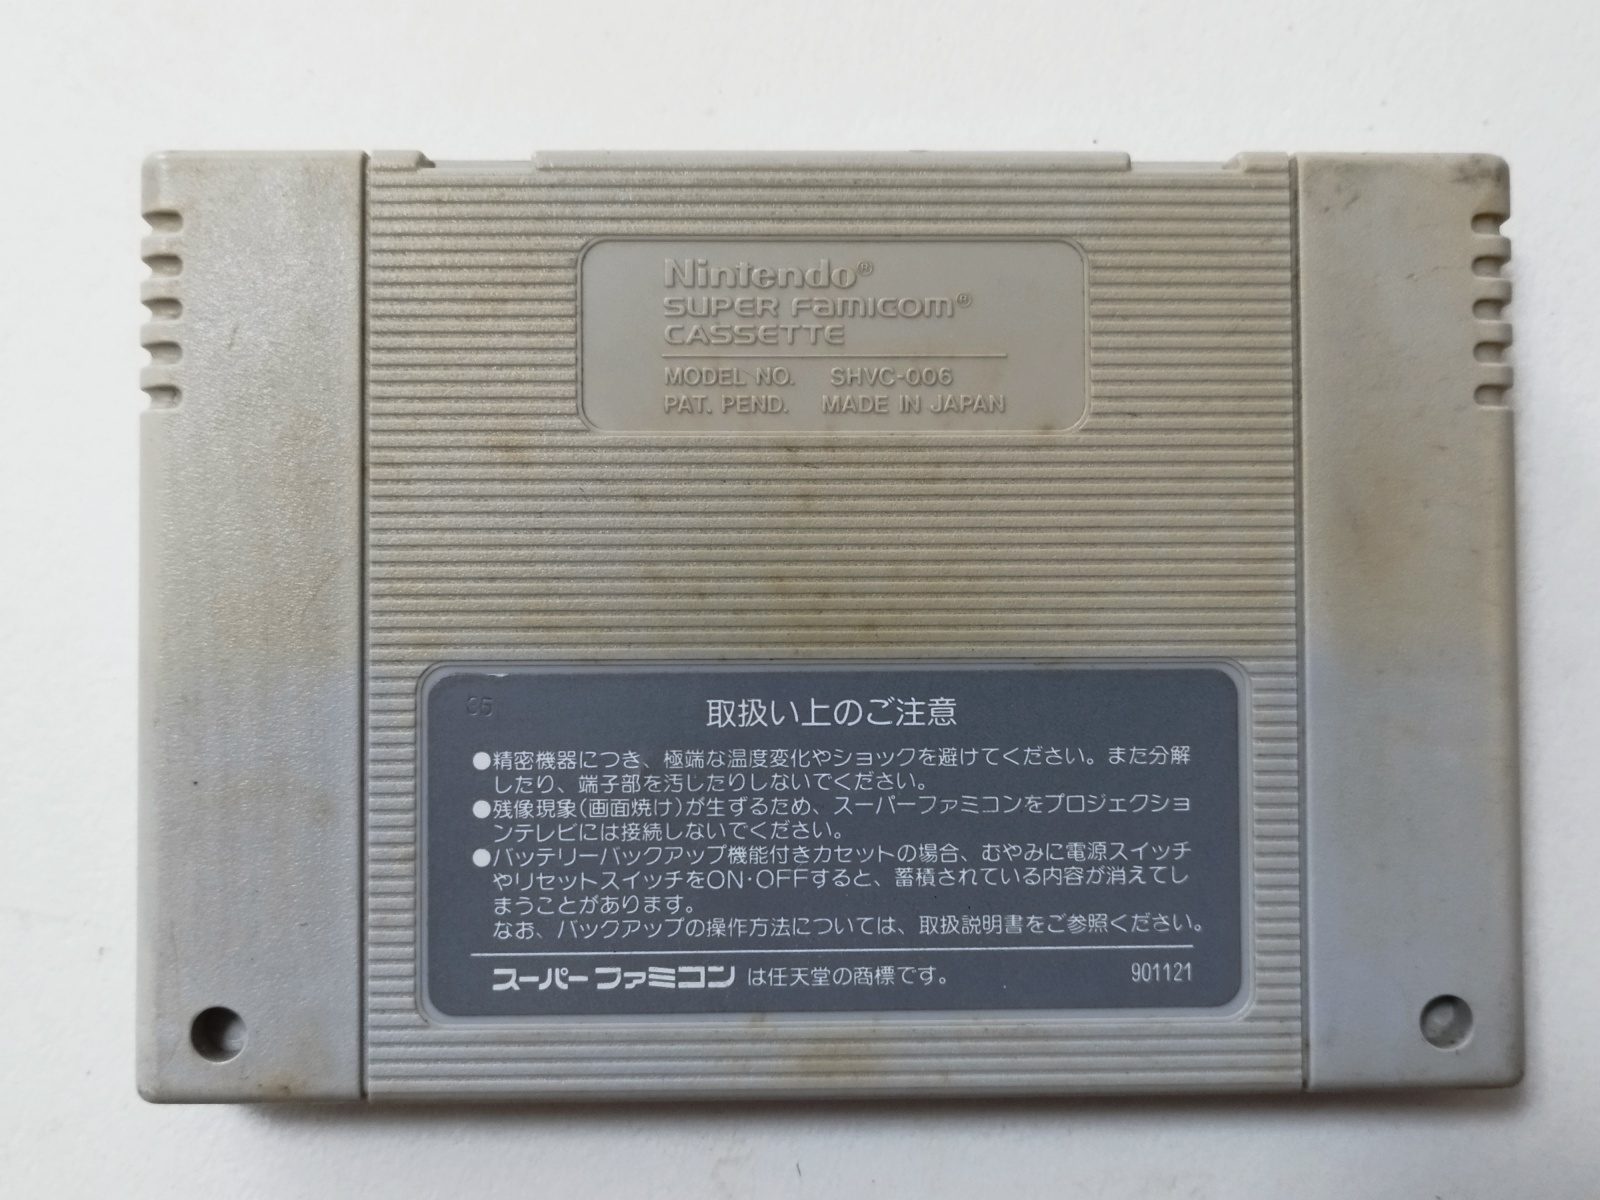 Nintendo®
SUPER Famicom®
CASSETTE
MODEL NO. SHVC-006
PAT. PEND. MADE IN JAPAN
取扱い上のご注意
●精密機器につき、極端な温度変化やショックを避けてください。また分解
したり、端子部を汚したりしないでください。
●残像現象(画面焼け)が生ずるため、スーパーファミコンをプロジェクショ
ンテレビには接続しないでください。
●バッテリーバックアップ機能付きカセットの場合、むやみに電源スイッチ
やリセットスイッチをON・OFFすると、蓄積されている内容が消えてし
まうことがあります。
なお、バックアップの操作方法については、取扱説明書をご参照ください。
スーパーファミコン は任天堂の商標です。 901121